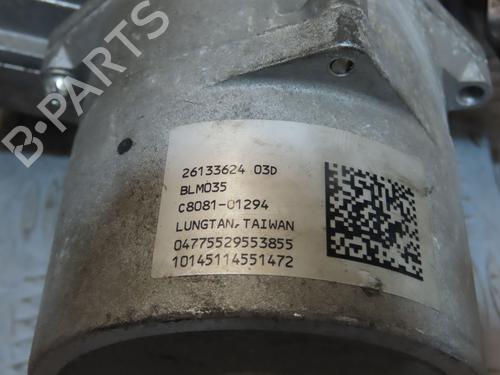 B-PARTS
26133624 03D
BLM035
C8081-01294
LUNGTAN, TAIWAN
04775529553855
10145114551472